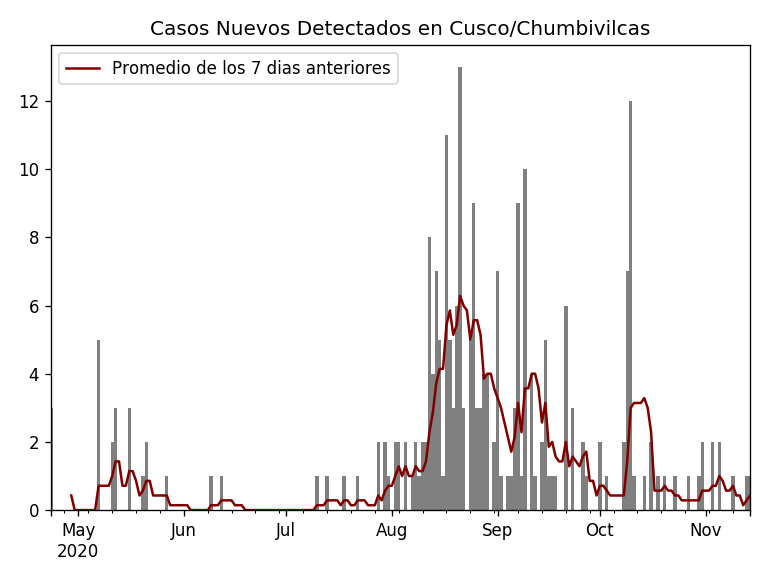 Casos Nuevos Detectados en Cusco/Chumbivilcas
Promedio de los 7 dias anteriores
12
10
8
6
4
2
0
May Jun Jul Aug Sep Oct Nov
2020